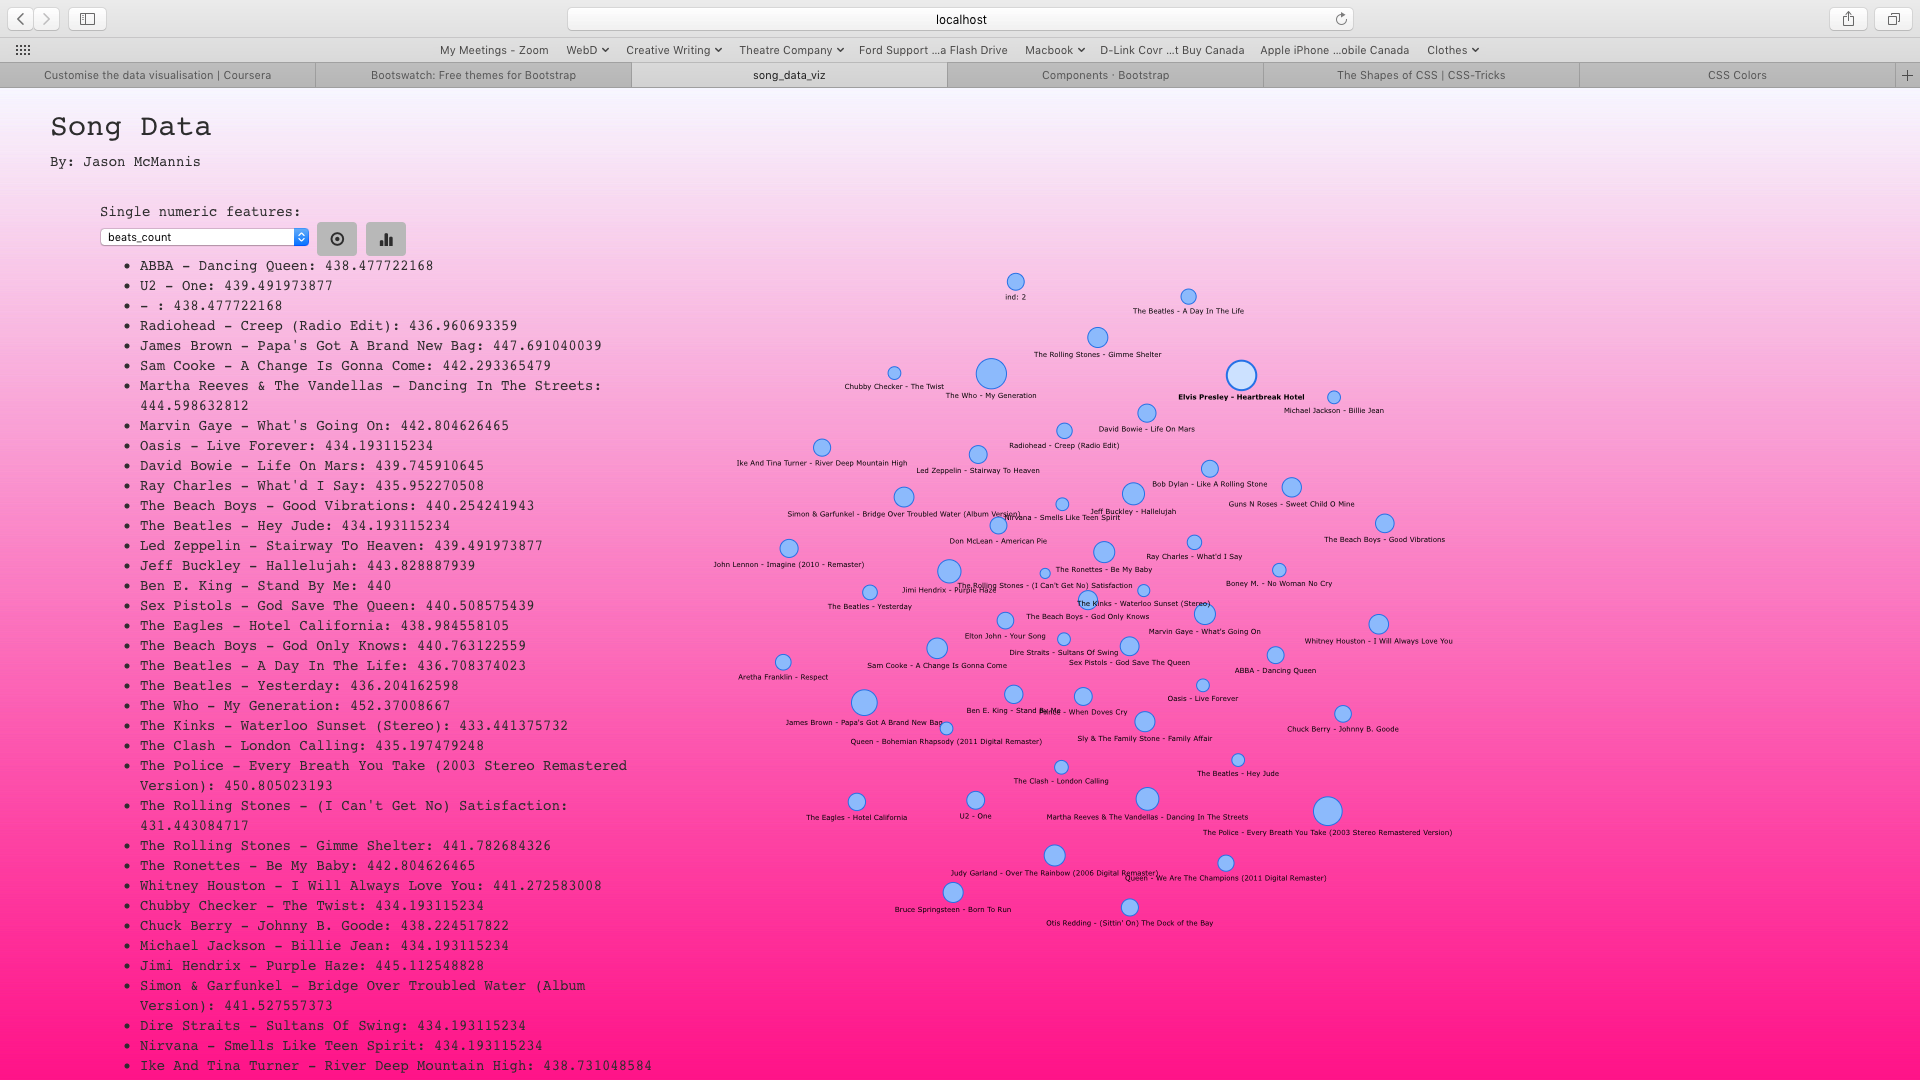 localhost
My Meetings - Zoom
WebD
Creative Writing
Theatre Company
Ford Support ...a Flash Drive
Macbook
D-Link Covr ...t Buy Canada
Apple iPhone ...obile Canada
Clothes
Customise the data visualisation | Coursera
Bootswatch: Free themes for Bootstrap
song_data_viz
Components · Bootstrap
The Shapes of CSS | CSS-Tricks
CSS Colors
Song Data
By: Jason McMannis
Single numeric features:
beats_count
ABBA - Dancing Queen: 438.477722168
U2 - One: 439.491973877
- : 438.477722168
Radiohead - Creep (Radio Edit): 436.960693359
James Brown - Papa's Got A Brand New Bag: 447.691040039
Sam Cooke - A Change Is Gonna Come: 442.293365479
Martha Reeves & The Vandellas - Dancing In The Streets:
444.598632812
Marvin Gaye - What's Going On: 442.804626465
Oasis - Live Forever: 434.193115234
David Bowie - Life On Mars: 439.745910645
Ray Charles - What'd I Say: 435.952270508
The Beach Boys - Good Vibrations: 440.254241943
The Beatles - Hey Jude: 434.193115234
Led Zeppelin - Stairway To Heaven: 439.491973877
Jeff Buckley - Hallelujah: 443.828887939
Ben E. King - Stand By Me: 440
Sex Pistols - God Save The Queen: 440.508575439
The Eagles - Hotel California: 438.984558105
The Beach Boys - God Only Knows: 440.763122559
The Beatles - A Day In The Life: 436.708374023
The Beatles - Yesterday: 436.204162598
The Who - My Generation: 452.37008667
The Kinks - Waterloo Sunset (Stereo): 433.441375732
The Clash - London Calling: 435.197479248
The Police - Every Breath You Take (2003 Stereo Remastered
Version): 450.805023193
The Rolling Stones - (I Can't Get No) Satisfaction:
431.443084717
The Rolling Stones - Gimme Shelter: 441.782684326
The Ronettes - Be My Baby: 442.804626465
Whitney Houston - I Will Always Love You: 441.272583008
Chubby Checker - The Twist: 434.193115234
Chuck Berry - Johnny B. Goode: 438.224517822
Michael Jackson - Billie Jean: 434.193115234
Jimi Hendrix - Purple Haze: 445.112548828
Simon & Garfunkel - Bridge Over Troubled Water (Album
Version): 441.527557373
Dire Straits - Sultans Of Swing: 434.193115234
Nirvana - Smells Like Teen Spirit: 434.193115234
Ike And Tina Turner - River Deep Mountain High: 438.731048584
ind: 2
The Beatles - A Day In The Life
The Rolling Stones - Gimme Shelter
Chubby Checker - The Twist
The Who - My Generation
Elvis Presley - Heartbreak Hotel
Michael Jackson - Billie Jean
David Bowie - Life On Mars
Radiohead - Creep (Radio Edit)
Ike And Tina Turner - River Deep Mountain High
Led Zeppelin - Stairway To Heaven
Bob Dylan - Like A Rolling Stone
Guns N Roses - Sweet Child O Mine
Simon & Garfunkel - Bridge Over Troubled Water (Album Version)
Nirvana - Smells Like Teen Spirit
Jeff Buckley - Hallelujah
Don McLean - American Pie
The Beach Boys - Good Vibrations
John Lennon - Imagine (2010 - Remaster)
Ray Charles - What'd I Say
The Ronettes - Be My Baby
Jimi Hendrix - Purple Haze
The Rolling Stones - (I Can't Get No) Satisfaction
Boney M. - No Woman No Cry
The Beatles - Yesterday
The Kinks - Waterloo Sunset (Stereo)
The Beach Boys - God Only Knows
Marvin Gaye - What's Going On
Elton John - Your Song
Whitney Houston - I Will Always Love You
Dire Straits - Sultans Of Swing
Sex Pistols - God Save The Queen
Sam Cooke - A Change Is Gonna Come
ABBA - Dancing Queen
Aretha Franklin - Respect
Oasis - Live Forever
Ben E. King - Stand By Me
Prince - When Doves Cry
James Brown - Papa's Got A Brand New Bag
Chuck Berry - Johnny B. Goode
Queen - Bohemian Rhapsody (2011 Digital Remaster)
Sly & The Family Stone - Family Affair
The Clash - London Calling
The Beatles - Hey Jude
The Eagles - Hotel California
U2 - One
Martha Reeves & The Vandellas - Dancing In The Streets
The Police - Every Breath You Take (2003 Stereo Remastered Version)
Judy Garland - Over The Rainbow (2006 Digital Remaster)
Queen - We Are The Champions (2011 Digital Remaster)
Bruce Springsteen - Born To Run
Otis Redding - (Sittin' On) The Dock of the Bay